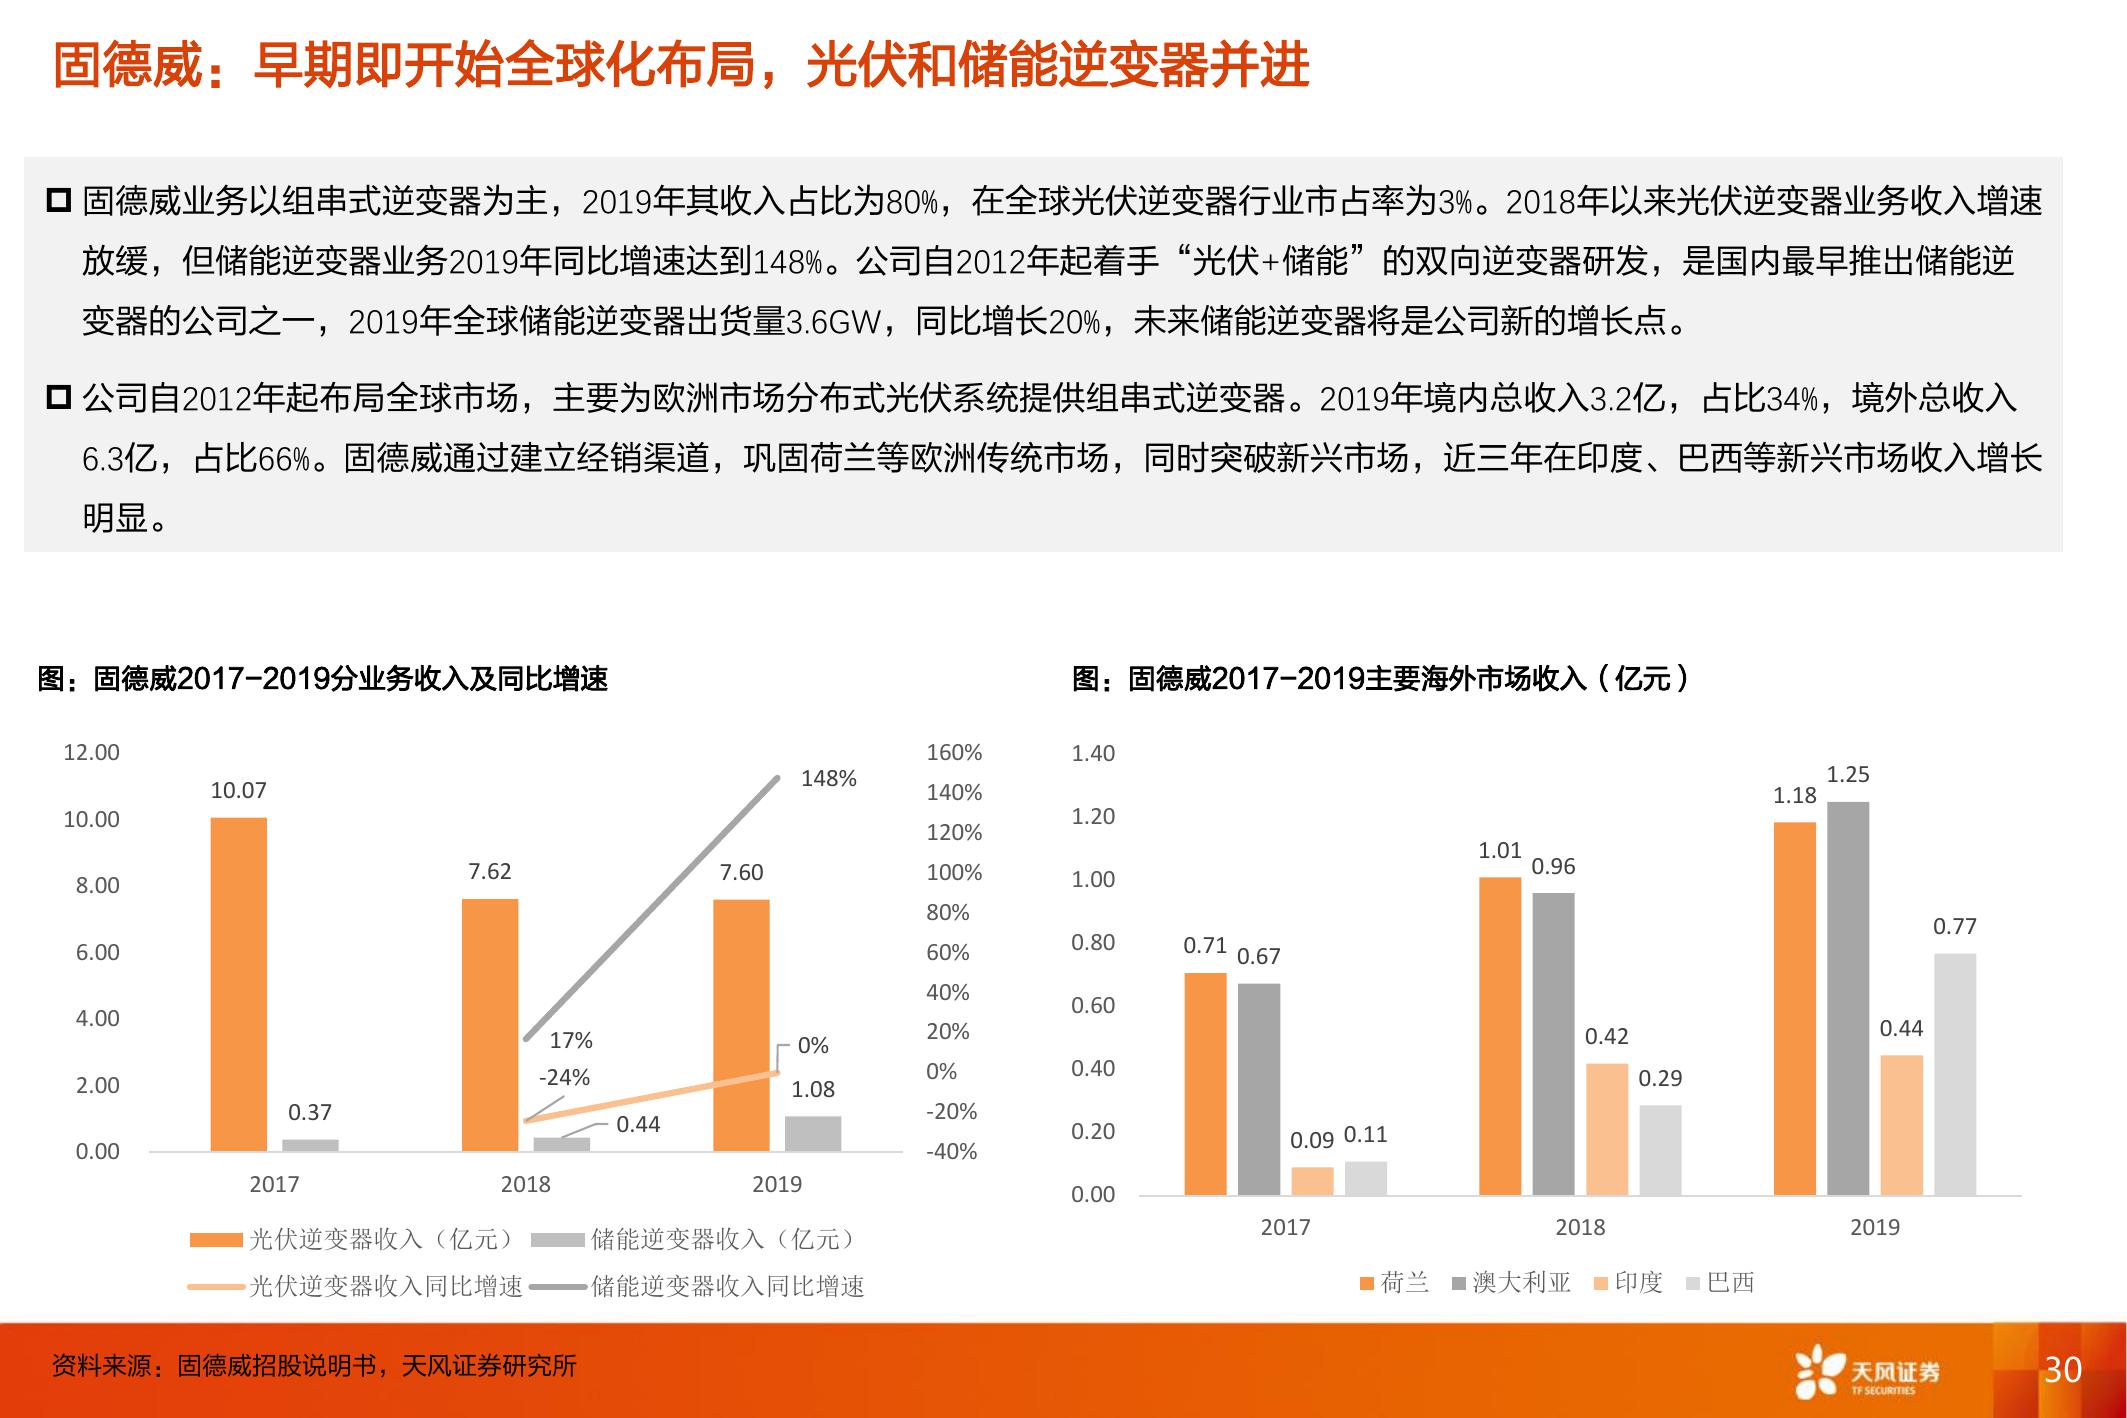 固德威：早期即开始全球化布局，光伏和储能逆变器并进
固德威业务以组串式逆变器为主，2019年其收入占比为80%，在全球光伏逆变器行业市占率为3%。2018年以来光伏逆变器业务收入增速
放缓，但储能逆变器业务2019年同比增速达到148%。公司自2012年起着手“光伏+储能”的双向逆变器研发，是国内最早推出储能逆
变器的公司之一，2019年全球储能逆变器出货量3.6GW，同比增长20%，未来储能逆变器将是公司新的增长点。
公司自2012年起布局全球市场，主要为欧洲市场分布式光伏系统提供组串式逆变器。2019年境内总收入3.2亿，占比34%，境外总收入
6.3亿，占比66%。固德威通过建立经销渠道，巩固荷兰等欧洲传统市场，同时突破新兴市场，近三年在印度、巴西等新兴市场收入增长
明显。
图：固德威2017-2019分业务收入及同比增速
12.00
10.00
8.00
6.00
4.00
2.00
0.00
10.07
0.37
7.62
0.44
7.60
1.08
17%
148%
-24%
0%
160%
140%
120%
100%
80%
60%
40%
20%
0%
-20%
-40%
2017 2018 2019
光伏逆变器收入（亿元） 储能逆变器收入（亿元）
光伏逆变器收入同比增速 储能逆变器收入同比增速
图：固德威2017-2019主要海外市场收入（亿元）
1.40
1.20
1.00
0.80
0.60
0.40
0.20
0.00
0.71
0.67
0.09
0.11
1.01
0.96
0.42
0.29
1.18
1.25
0.44
0.77
2017 2018 2019
荷兰 澳大利亚 印度 巴西
资料来源：固德威招股说明书，天风证券研究所
天风证券
TF SECURITIES
30